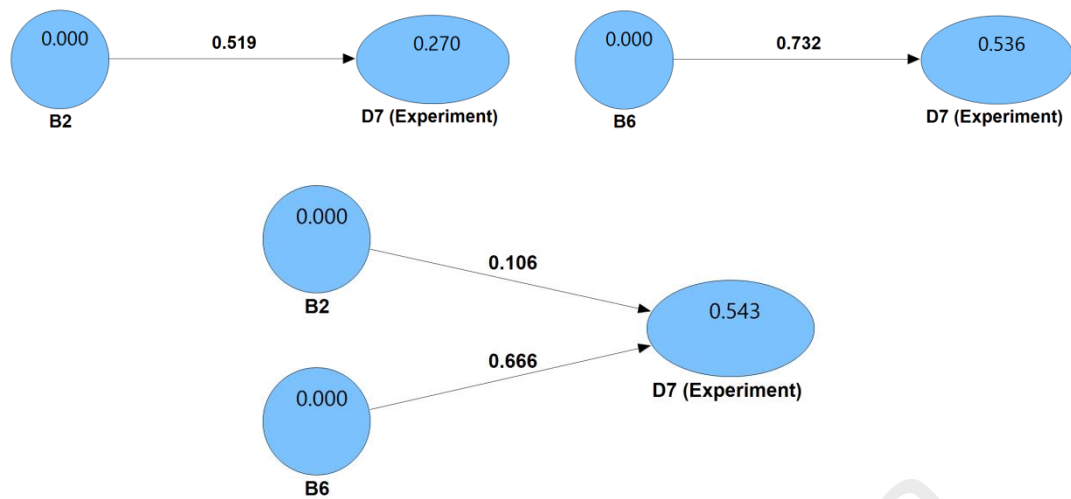 0.000
0.519
0.270
B2
D7 (Experiment)
0.000
0.732
0.536
B6
D7 (Experiment)
0.000
0.106
B2
0.543
0.000
0.666
D7 (Experiment)
B6